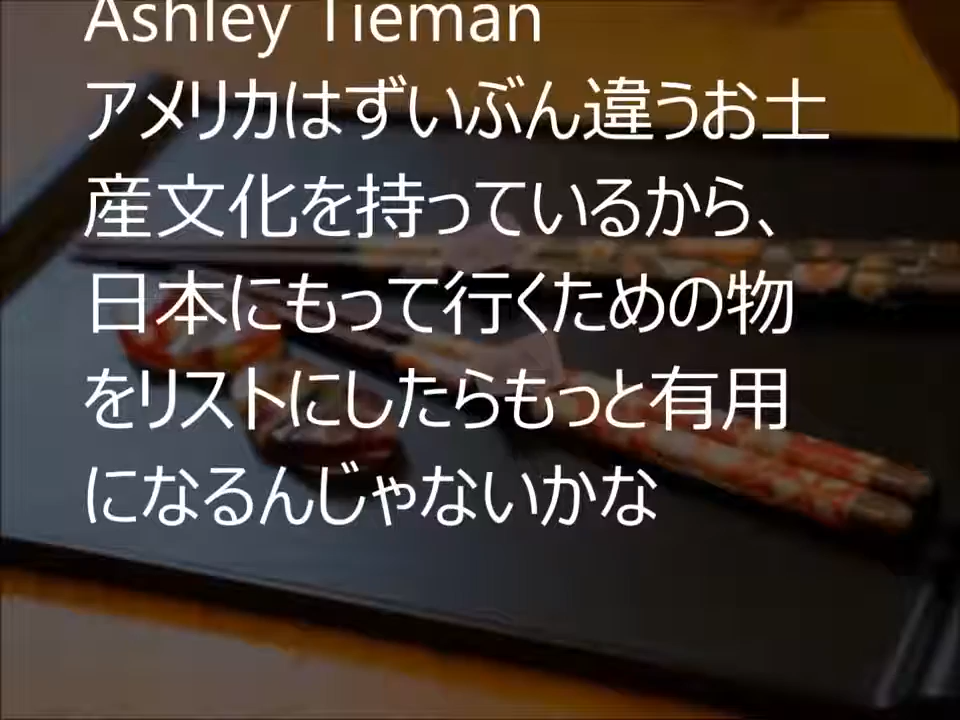 Ashley Tieman
アメリカはずいぶん違うお土
産文化を持っているから、
日本にもって行くための物
をリストにしたらもっと有用
になるんじゃないかな